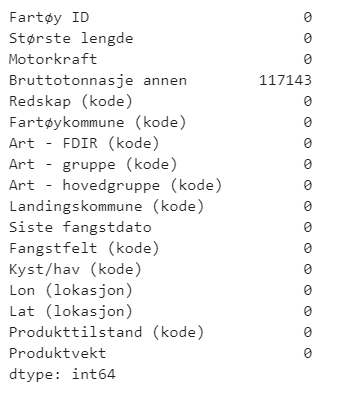 Fartøy ID 0
Største lengde 0
Motorkraft 0
Bruttotonnasje annen 117143
Redskap (kode) 0
Fartøykommune (kode) 0
Art - FDIR (kode) 0
Art - gruppe (kode) 0
Art - hovedgruppe (kode) 0
Landingskommune (kode) 0
Siste fangstdato 0
Fangstfelt (kode) 0
Kyst/hav (kode) 0
Lon (lokasjon) 0
Lat (lokasjon) 0
Produkttilstand (kode) 0
Produktvekt 0
dtype: int64